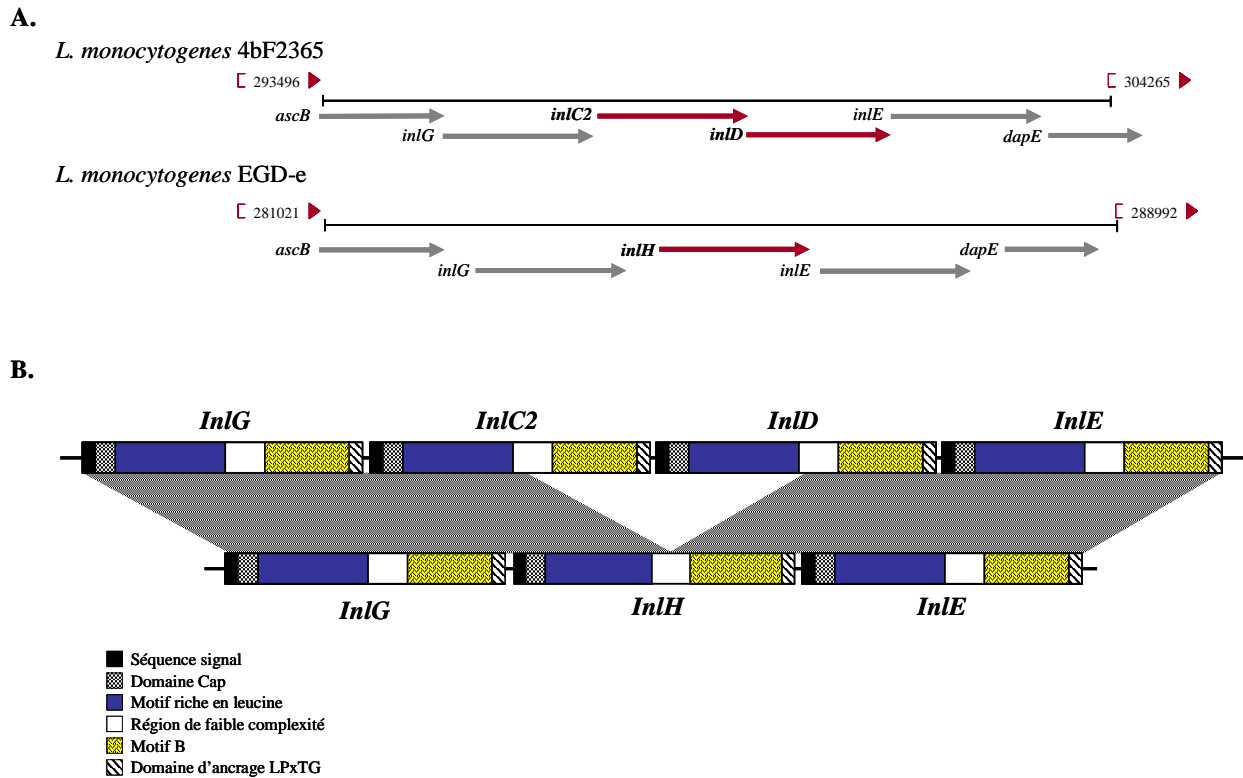 A.
L. monocytogenes 4bF2365
293496 304265
ascB inlC2 inlE
inlG inlD dapE
L. monocytogenes EGD-e
281021 288992
ascB inlH dapE
inlG inlE
B.
InlG InlC2 InlD InlE
InlG InlH InlE
Séquence signal
Domaine Cap
Motif riche en leucine
Région de faible complexité
Motif B
Domaine d’ancrage LPxTG